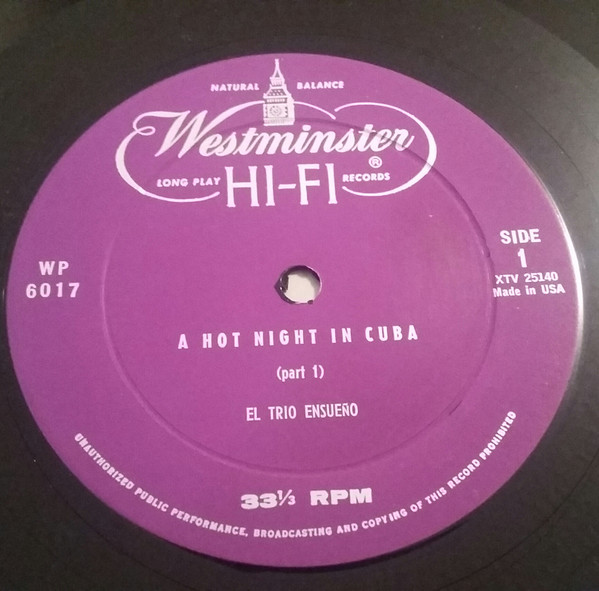 NATURAL BALANCE
Westminster ®
LONG PLAY HI-FI RECORDS
WP
6017
SIDE
1
XTV 25140
Made in USA
A HOT NIGHT IN CUBA
(part 1)
EL TRIO ENSUEÑO
33⅓ RPM
UNAUTHORIZED PUBLIC PERFORMANCE, BROADCASTING AND COPYING OF THIS RECORD PROHIBITED